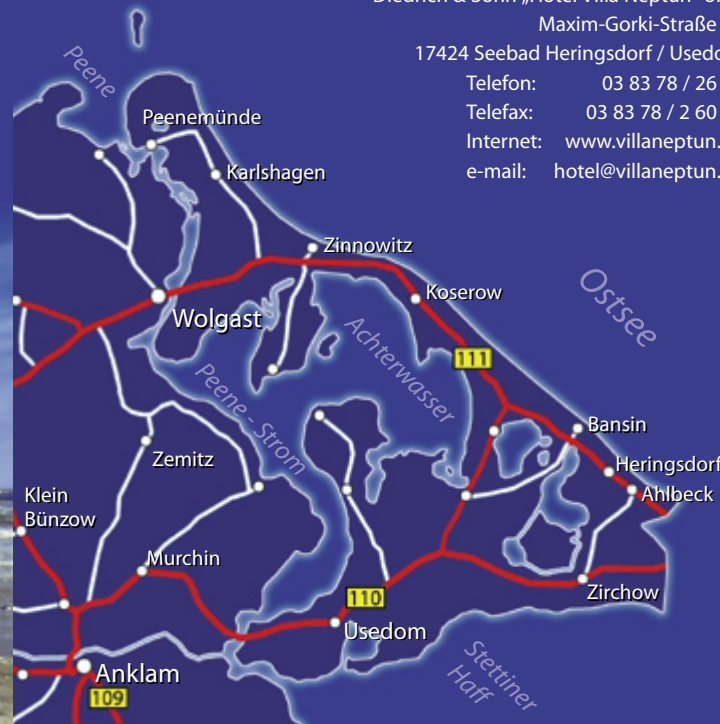 Maxim-Gorki-Straße
17424 Seebad Heringsdorf /
Telefon: 03 83 78 / 26
Telefax: 03 83 78 / 2 60
Internet: www.villaneptun.
e-mail: hotel@villaneptun.
Peene
Peenemünde
Karlshagen
Zinnowitz
Ostsee
Koserow
Wolgast
Achterwasser
111
Peene - Strom
Bansin
Zemitz
Heringsdorf
Ahlbeck
Klein
Bünzow
Murchin
110
Zirchow
Usedom
Stettiner
Haff
Anklam
109